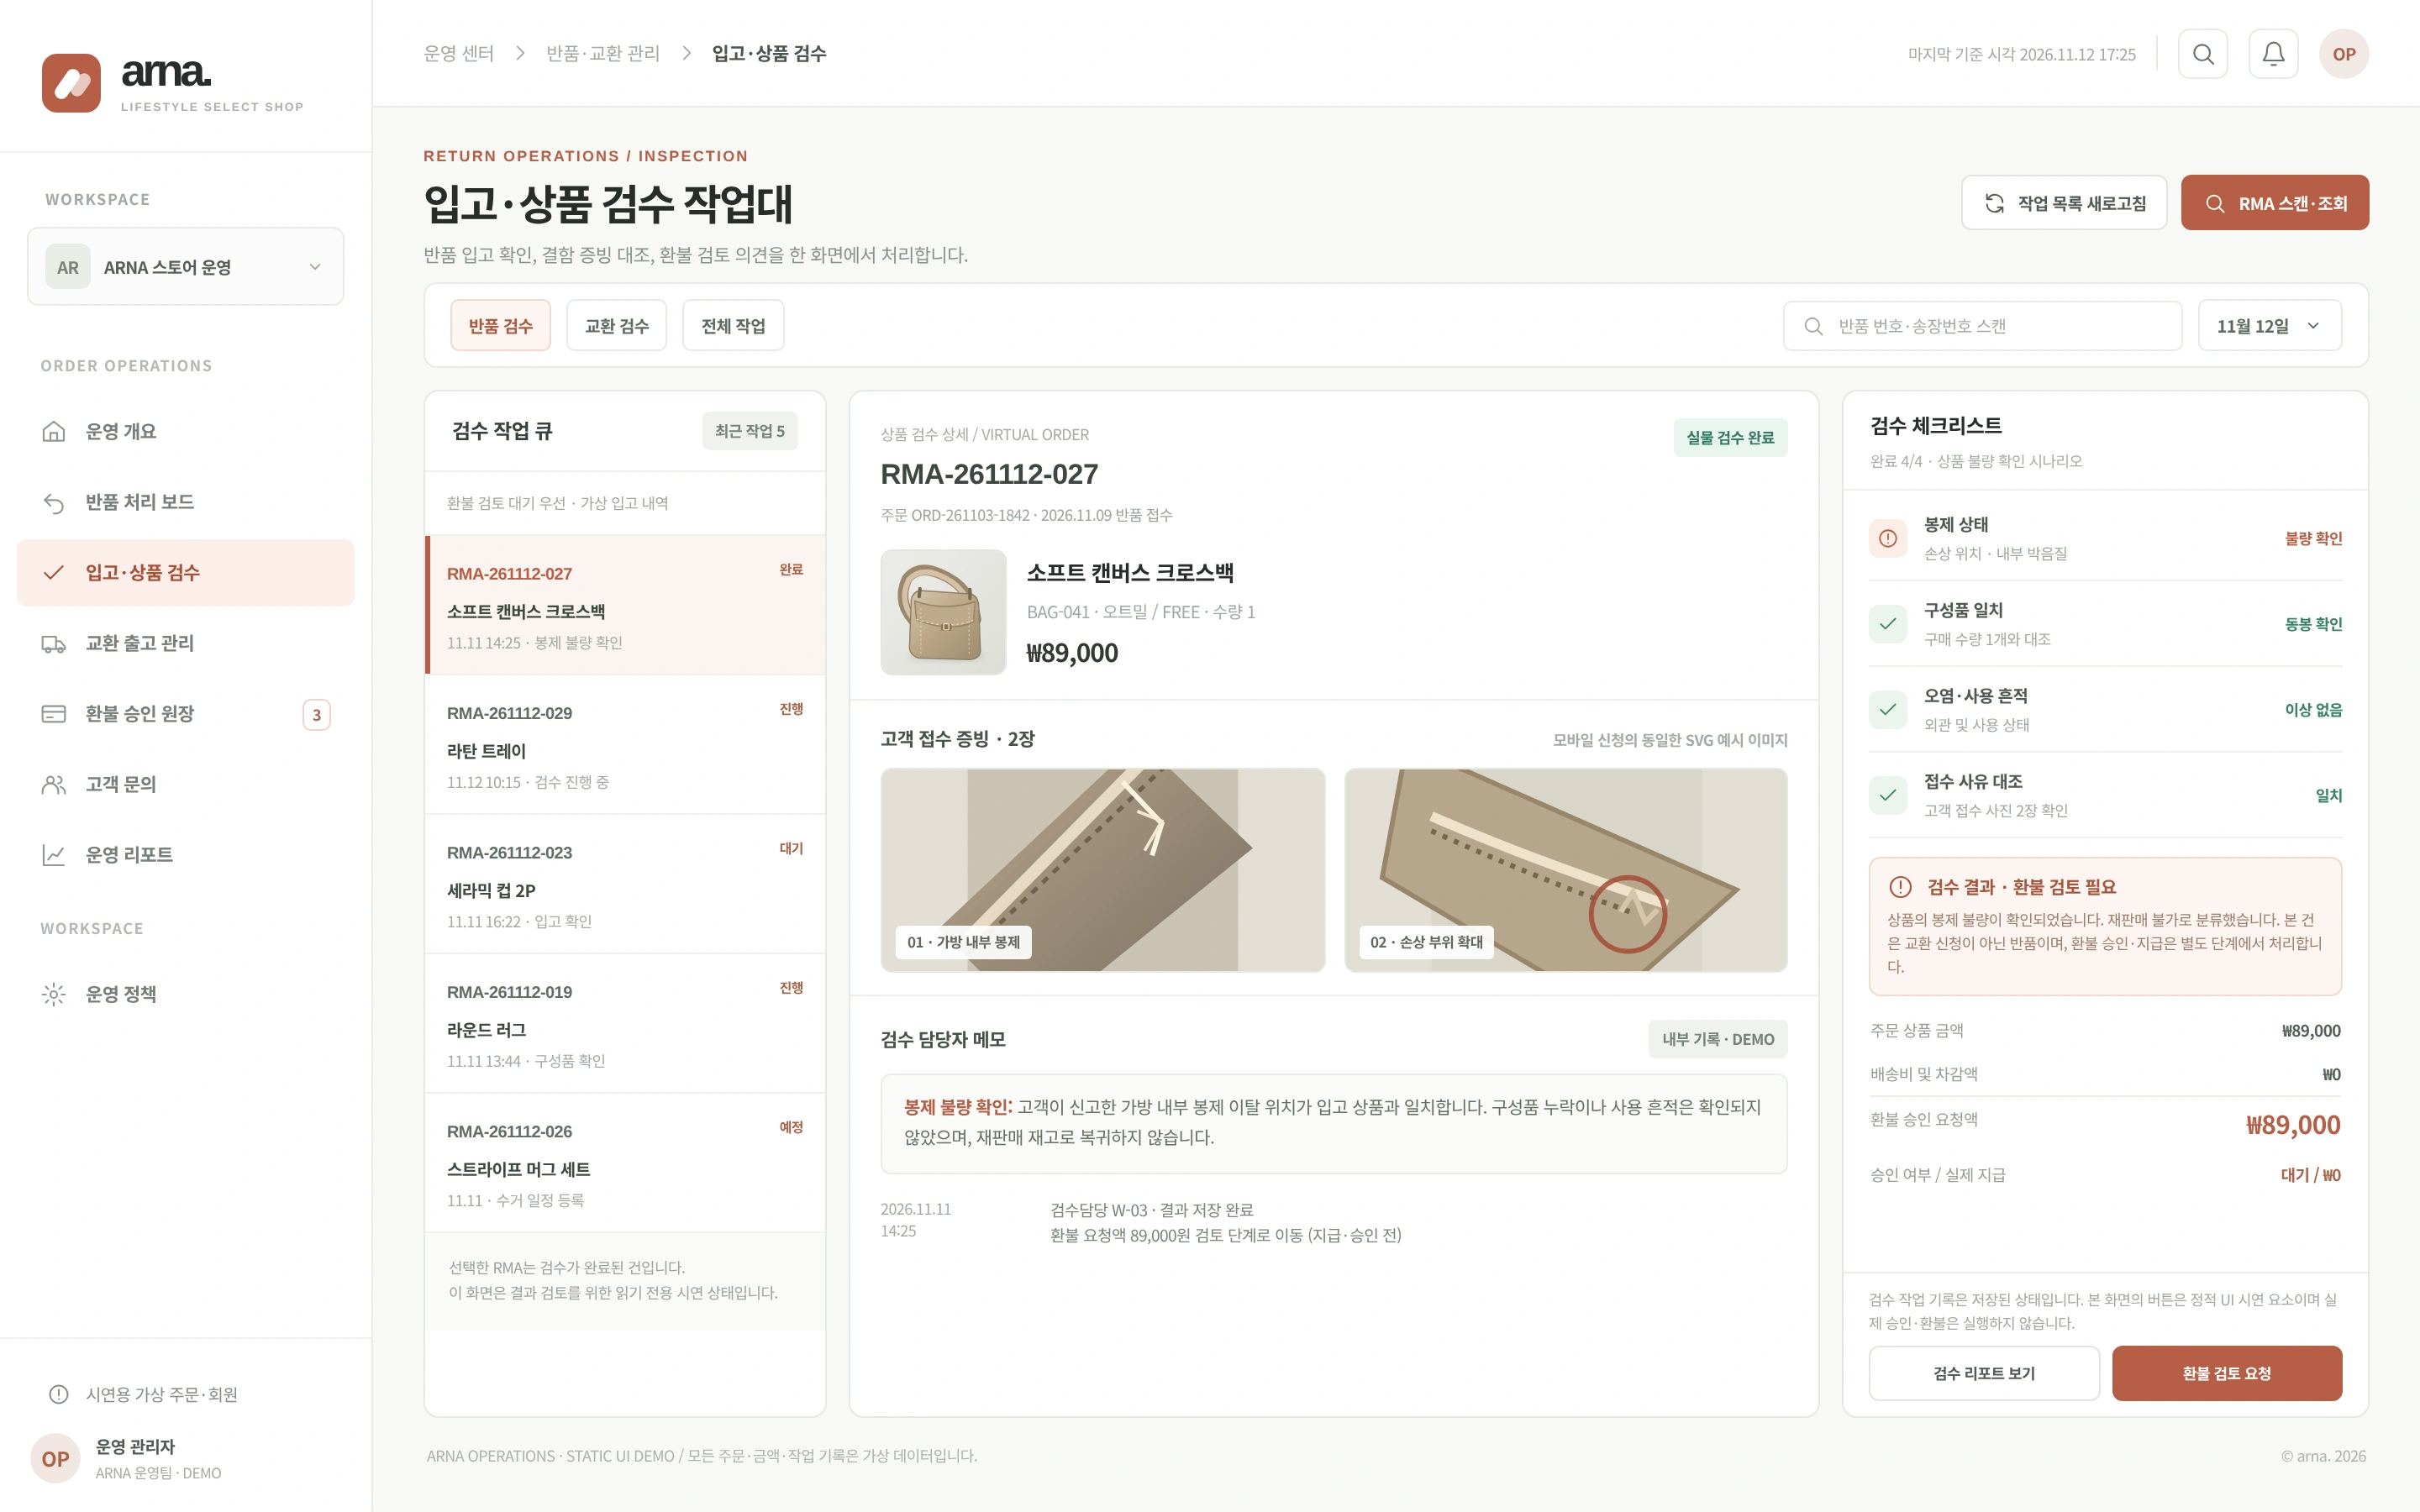 arna.
LIFESTYLE SELECT SHOP
WORKSPACE
AR
ARNA 스토어 운영
ORDER OPERATIONS
운영 개요
반품 처리 보드
입고·상품 검수
교환 출고 관리
환불 승인 원장
3
고객 문의
운영 리포트
WORKSPACE
운영 정책
시연용 가상 주문·회원
OP
운영 관리자
ARNA 운영팀 · DEMO
운영 센터
반품·교환 관리
입고·상품 검수
마지막 기준 시각 2026.11.12 17:25
OP
RETURN OPERATIONS / INSPECTION
입고·상품 검수 작업대
반품 입고 확인, 결함 증빙 대조, 환불 검토 의견을 한 화면에서 처리합니다.
작업 목록 새로고침
RMA 스캔·조회
반품 검수
교환 검수
전체 작업
반품 번호·송장번호 스캔
11월 12일
검수 작업 큐
최근 작업 5
환불 검토 대기 우선 · 가상 입고 내역
RMA-261112-027
완료
소프트 캔버스 크로스백
11.11 14:25 · 봉제 불량 확인
RMA-261112-029
진행
라탄 트레이
11.12 10:15 · 검수 진행 중
RMA-261112-023
대기
세라믹 컵 2P
11.11 16:22 · 입고 확인
RMA-261112-019
진행
라운드 러그
11.11 13:44 · 구성품 확인
RMA-261112-026
예정
스트라이프 머그 세트
11.11 · 수거 일정 등록
선택한 RMA는 검수가 완료된 건입니다.
이 화면은 결과 검토를 위한 읽기 전용 시연 상태입니다.
상품 검수 상세 / VIRTUAL ORDER
실물 검수 완료
RMA-261112-027
주문 ORD-261103-1842 · 2026.11.09 반품 접수
소프트 캔버스 크로스백
BAG-041 · 오트밀 / FREE · 수량 1
₩89,000
고객 접수 증빙 · 2장
모바일 신청의 동일한 SVG 예시 이미지
01 · 가방 내부 봉제
02 · 손상 부위 확대
검수 담당자 메모
내부 기록 · DEMO
봉제 불량 확인: 고객이 신고한 가방 내부 봉제 이탈 위치가 입고 상품과 일치합니다. 구성품 누락이나 사용 흔적은 확인되지
않았으며, 재판매 재고로 복귀하지 않습니다.
2026.11.11
14:25
검수담당 W-03 · 결과 저장 완료
환불 요청액 89,000원 검토 단계로 이동 (지급·승인 전)
검수 체크리스트
완료 4/4 · 상품 불량 확인 시나리오
봉제 상태
손상 위치 · 내부 박음질
불량 확인
구성품 일치
구매 수량 1개와 대조
동봉 확인
오염·사용 흔적
외관 및 사용 상태
이상 없음
접수 사유 대조
고객 접수 사진 2장 확인
일치
검수 결과 · 환불 검토 필요
상품의 봉제 불량이 확인되었습니다. 재판매 불가로 분류했습니다. 본 건
은 교환 신청이 아닌 반품이며, 환불 승인·지급은 별도 단계에서 처리합니
다.
주문 상품 금액
₩89,000
배송비 및 차감액
₩0
환불 승인 요청액
₩89,000
승인 여부 / 실제 지급
대기 / ₩0
검수 작업 기록은 저장된 상태입니다. 본 화면의 버튼은 정적 UI 시연 요소이며 실
제 승인·환불은 실행하지 않습니다.
검수 리포트 보기
환불 검토 요청
ARNA OPERATIONS · STATIC UI DEMO / 모든 주문·금액·작업 기록은 가상 데이터입니다.
© arna. 2026